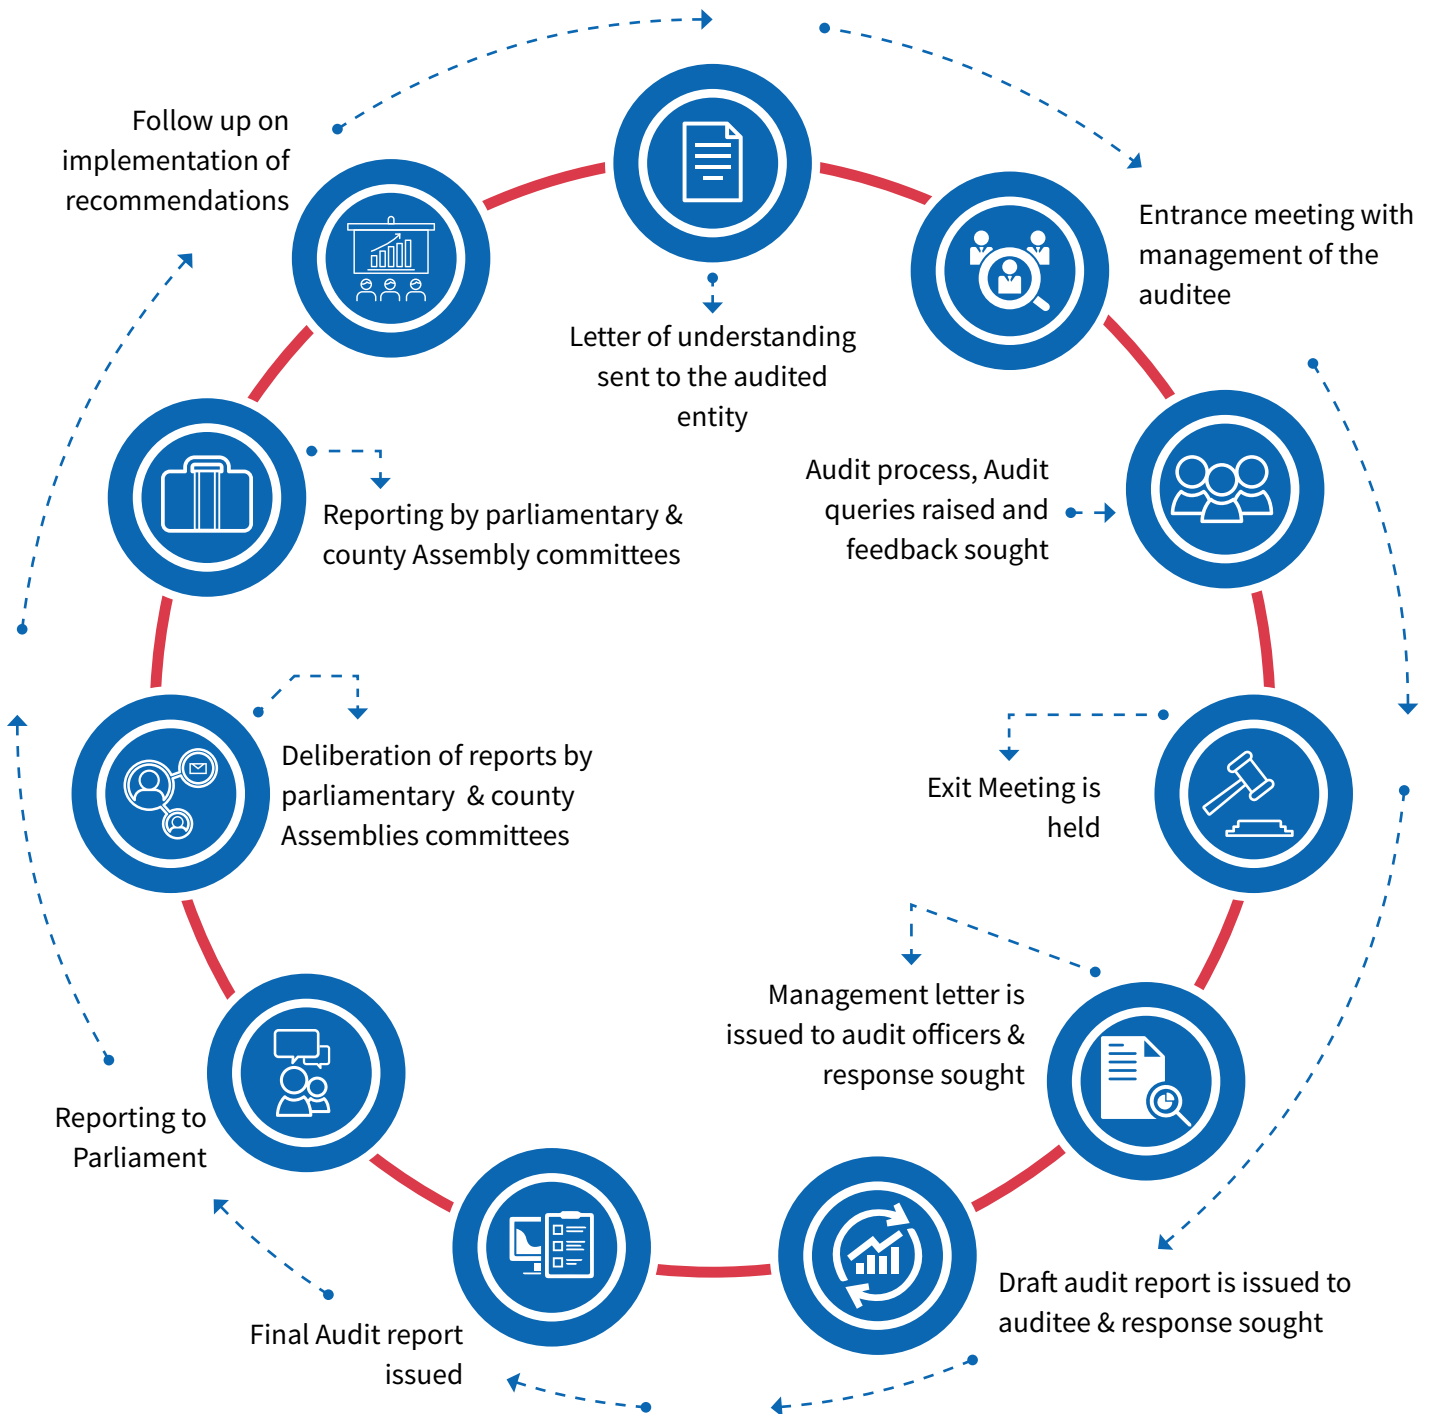 Letter of understanding
sent to the audited
entity
Entrance meeting with
management of the
auditee
Audit process, Audit
queries raised and
feedback sought
Exit Meeting is
held
Management letter is
issued to audit officers &
response sought
Draft audit report is issued to
auditee & response sought
Final Audit report
issued
Reporting to
Parliament
Deliberation of reports by
parliamentary & county
Assemblies committees
Reporting by parliamentary &
county Assembly committees
Follow up on
implementation of
recommendations